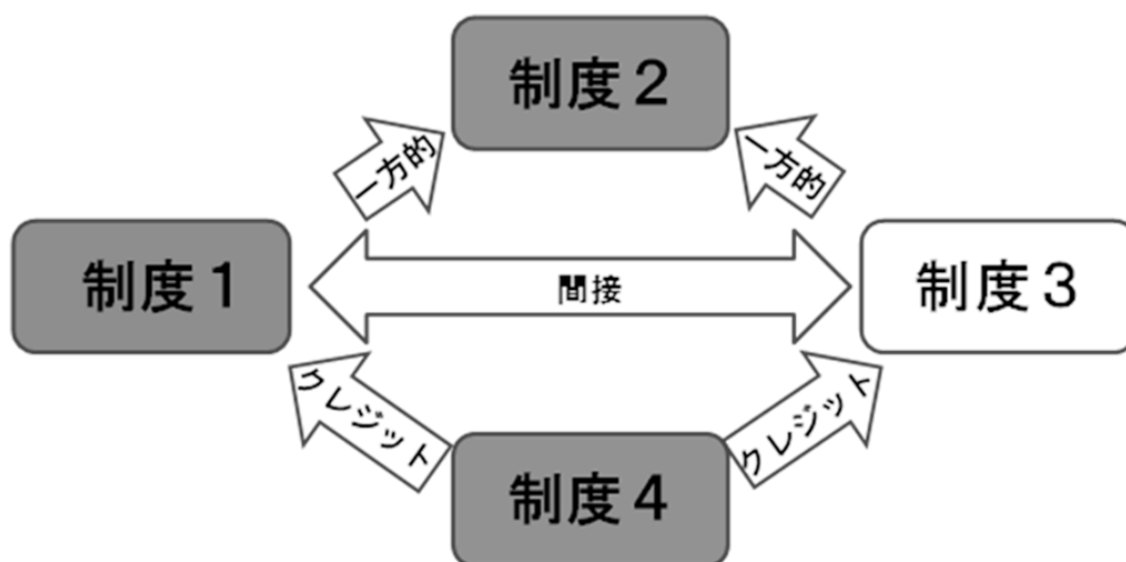 制度２
一方的
一方的
制度１
間接
制度３
クレジット
クレジット
制度４